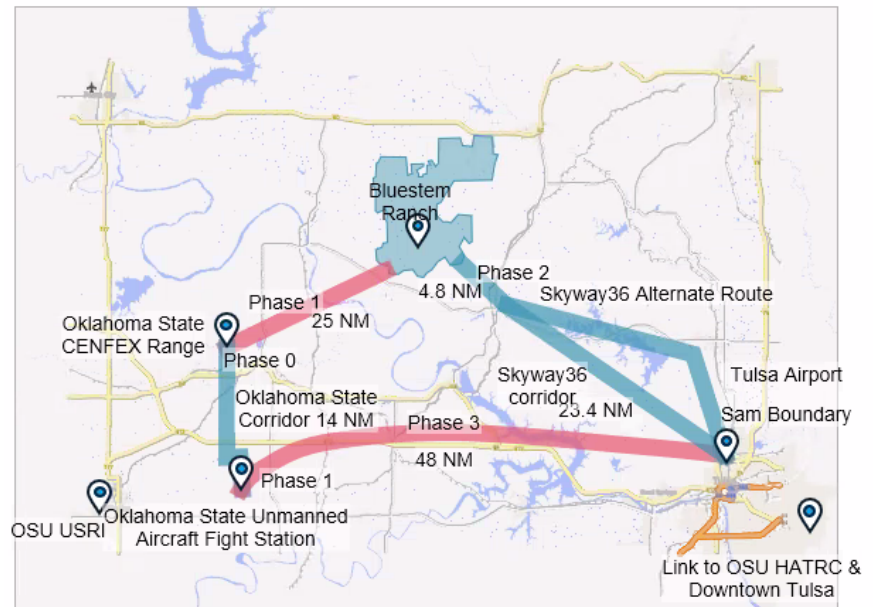 Bluestem
Ranch
Phase 2
4.8 NM
Skyway36 Alternate Route
Phase 1
25 NM
Oklahoma State
CENFEX Range
Phase 0
Skyway36
corridor
23.4 NM
Tulsa Airport
Sam Boundary
Oklahoma State
Corridor 14 NM
Phase 3
48 NM
Phase 1
OSU USRI
Oklahoma State Unmanned
Aircraft Fight Station
Link to OSU HATRC &
Downtown Tulsa